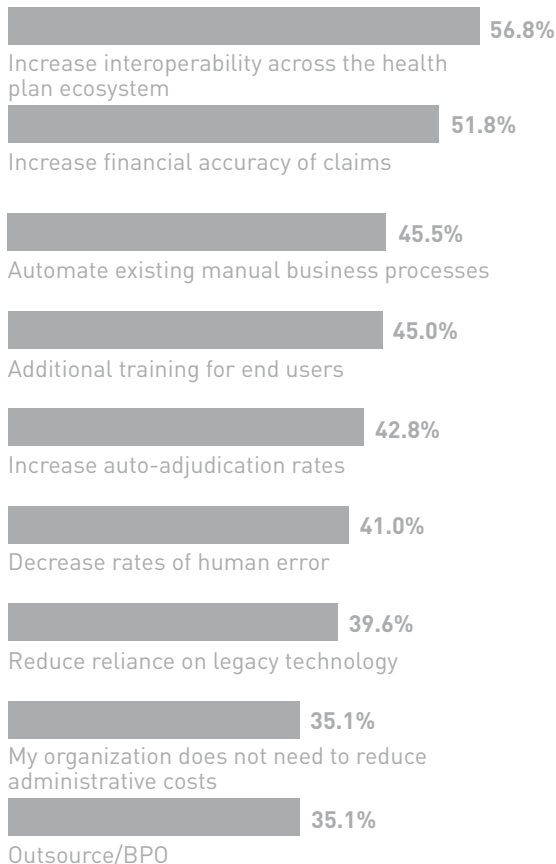 56.8%
Increase interoperability across the health
plan ecosystem
51.8%
Increase financial accuracy of claims
45.5%
Automate existing manual business processes
45.0%
Additional training for end users
42.8%
Increase auto-adjudication rates
41.0%
Decrease rates of human error
39.6%
Reduce reliance on legacy technology
35.1%
My organization does not need to reduce
administrative costs
35.1%
Outsource/BPO